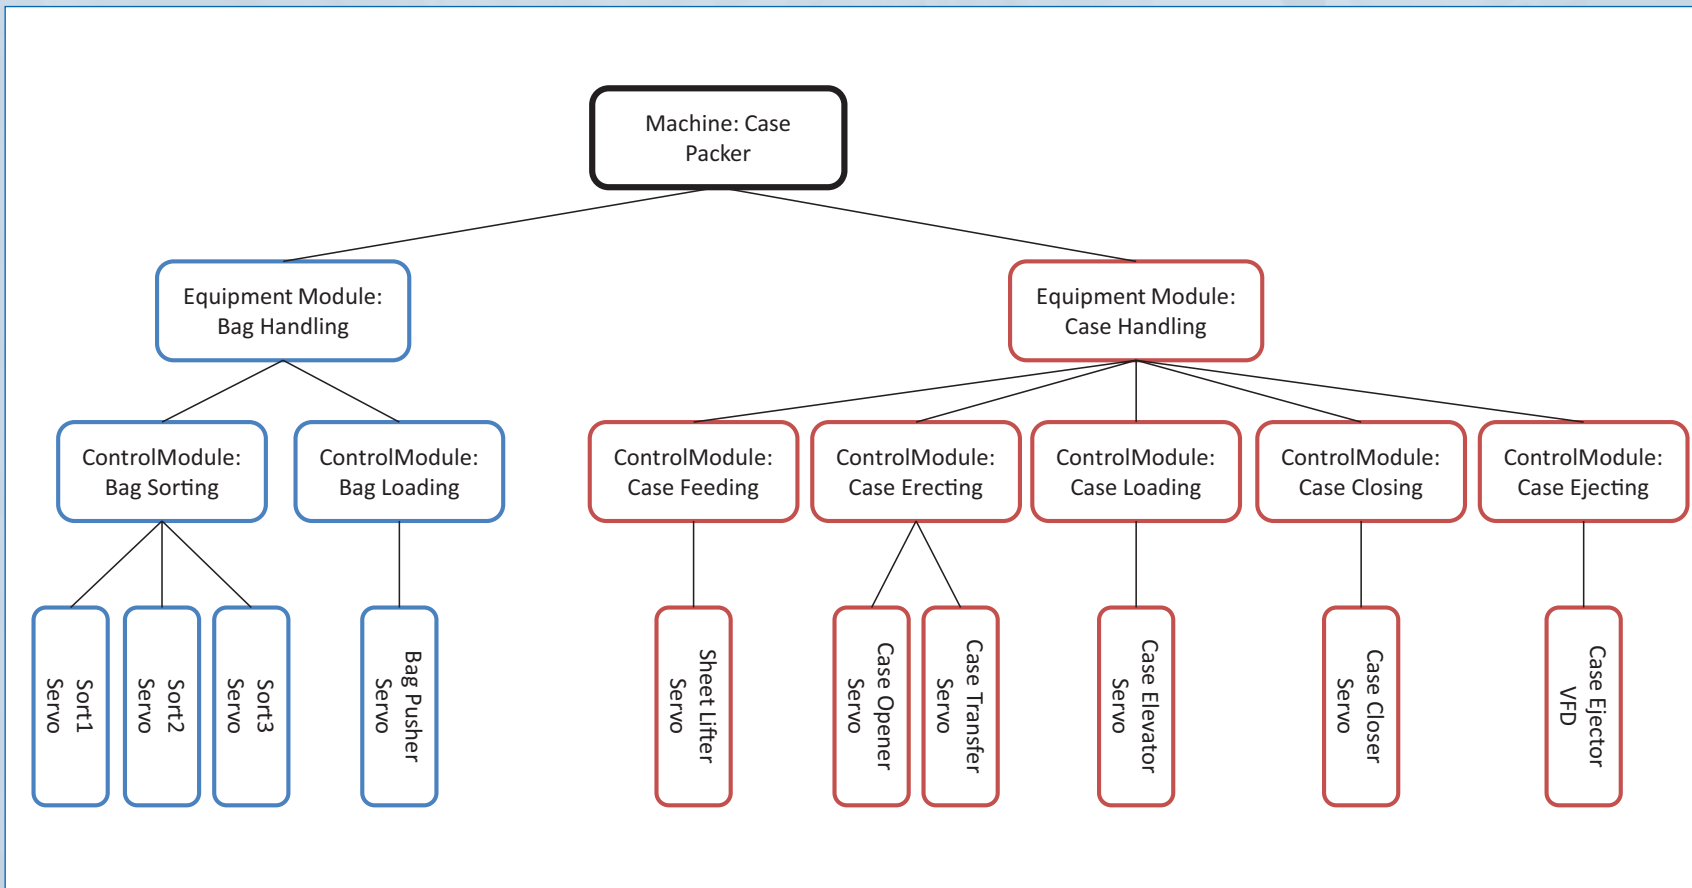 Machine: Case
Packer
Equipment Module:
Bag Handling
Equipment Module:
Case Handling
ControlModule:
Bag Sorting
ControlModule:
Bag Loading
ControlModule:
Case Feeding
ControlModule:
Case Erecting
ControlModule:
Case Loading
ControlModule:
Case Closing
ControlModule:
Case Ejecting
Sort1
Servo
Sort2
Servo
Sort3
Servo
Bag Pusher
Servo
Sheet Lifter
Servo
Case Opener
Servo
Case Transfer
Servo
Case Elevator
Servo
Case Closer
Servo
Case Ejector
VFD